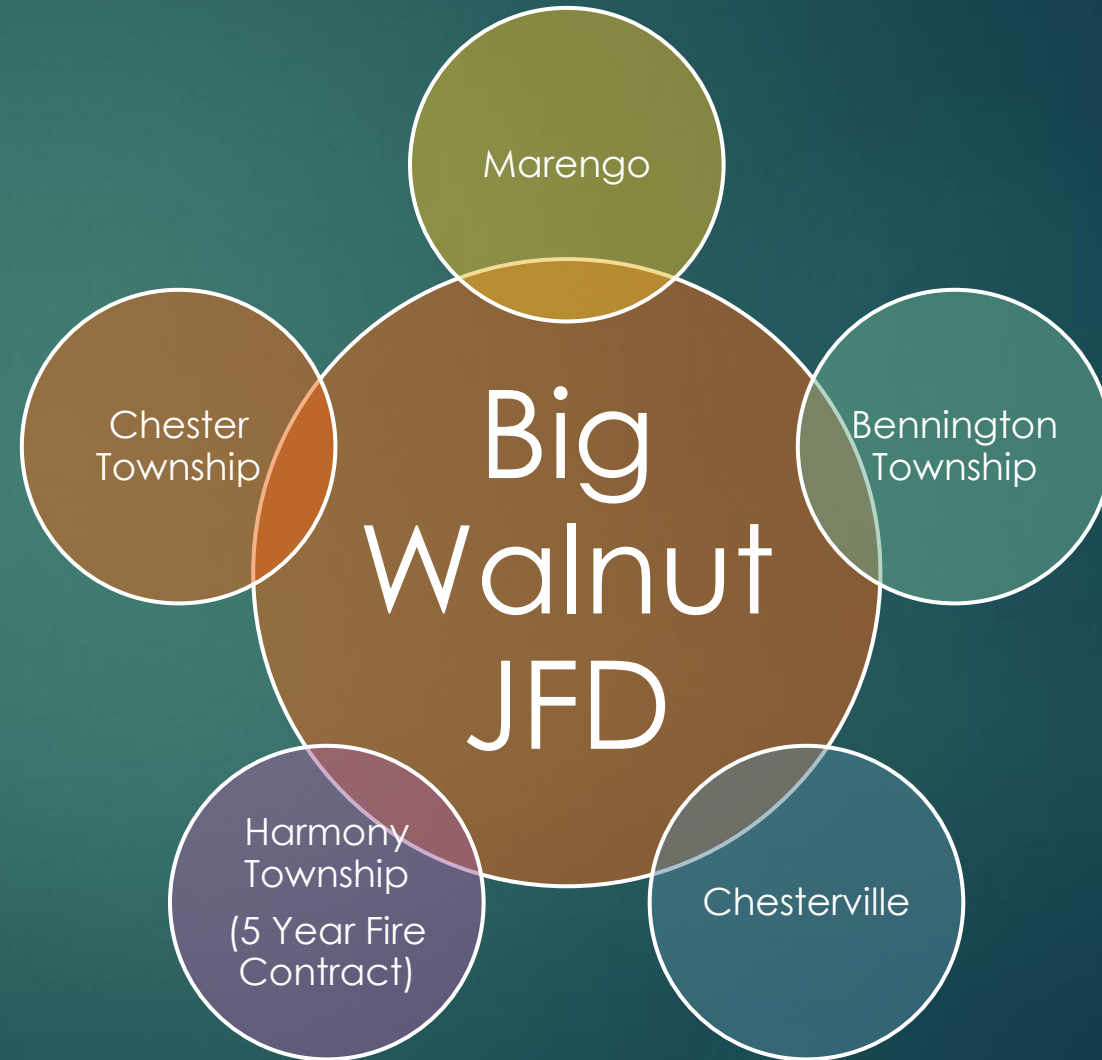 Marengo
Chester
Township
Big
Walnut
JFD
Bennington
Township
Harmony
Township
(5 Year Fire
Contract)
Chesterville